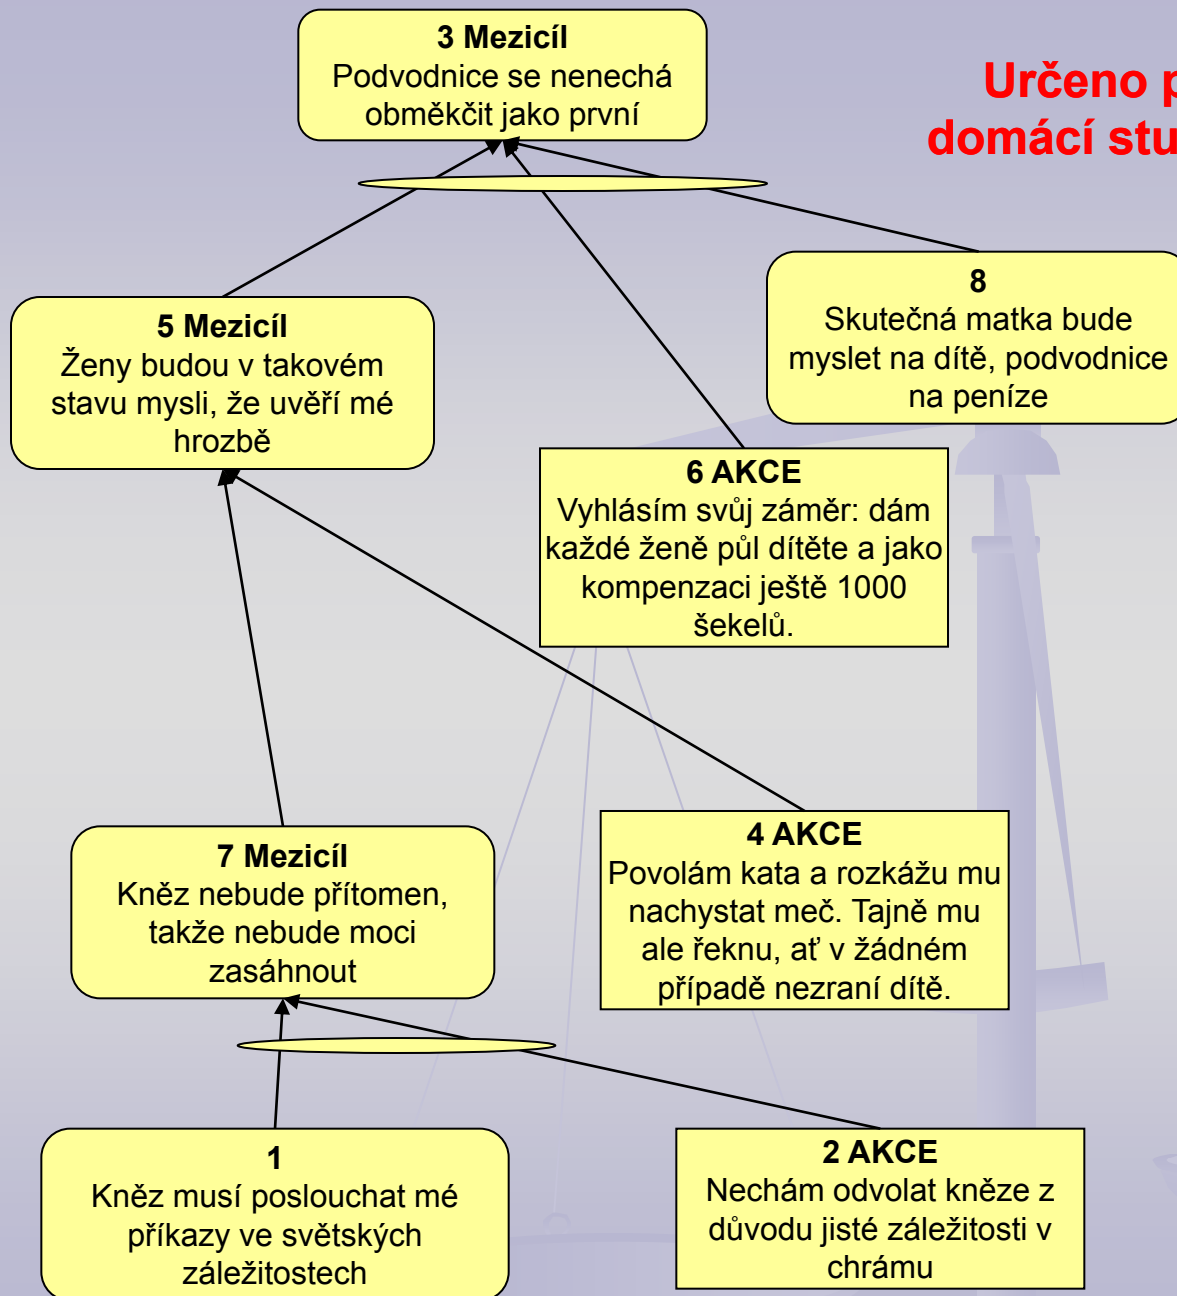 3 Mezicíl
Podvodnice se nenechá
obměkčit jako první
Určeno p
domácí stu
5 Mezicíl
Ženy budou v takovém
stavu mysli, že uvěří mé
hrozbě
8
Skutečná matka bude
myslet na dítě, podvodnice
na peníze
6 AKCE
Vyhlásím svůj záměr: dám
každé ženě půl dítěte a jako
kompenzaci ještě 1000
šekelů.
7 Mezicíl
Kněz nebude přítomen,
takže nebude moci
zasáhnout
4 AKCE
Povolám kata a rozkážu mu
nachystat meč. Tajně mu
ale řeknu, ať v žádném
případě nezraní dítě.
1
Kněz musí poslouchat mé
příkazy ve světských
záležitostech
2 AKCE
Nechám odvolat kněze z
důvodu jisté záležitosti v
chrámu